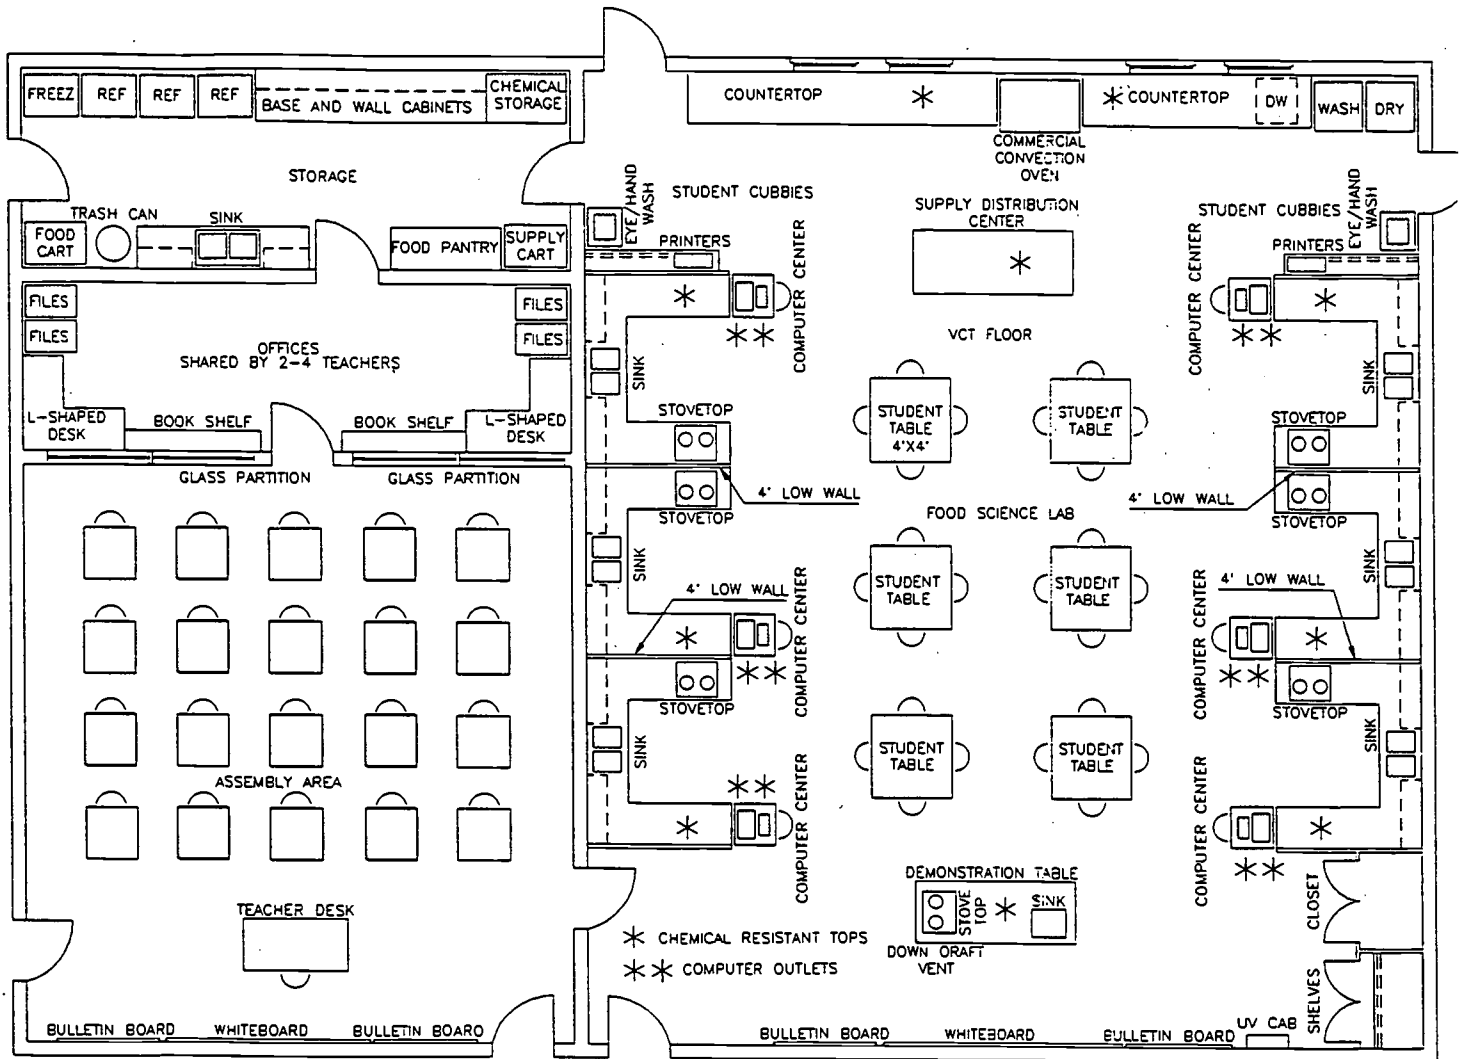 FREEZ
REF
REF
REF
BASE AND WALL CABINETS
CHEMICAL
STORAGE
COUNTERTOP
COMMERCIAL
CONVECTION
OVEN
COUNTERTOP
DW
WASH
DRY
STORAGE
TRASH CAN
FOOD
CART
SINK
FOOD PANTRY
SUPPLY
CART
STUDENT CUBBIES
EYE/HAND
WASH
PRINTERS
COMPUTER CENTER
SUPPLY DISTRIBUTION
CENTER
STUDENT CUBBIES
EYE/HAND
WASH
PRINTERS
COMPUTER CENTER
VCT FLOOR
FILES
FILES
FILES
FILES
OFFICES
SHARED BY 2-4 TEACHERS
L-SHAPED
DESK
BOOK SHELF
BOOK SHELF
L-SHAPED
DESK
GLASS PARTITION
GLASS PARTITION
SINK
STOVETOP
STOVETOP
4' LOW WALL
STUDENT
TABLE
4'X4'
STUDENT
TABLE
SINK
STOVETOP
STOVETOP
4' LOW WALL
FOOD SCIENCE LAB
SINK
4' LOW WALL
COMPUTER CENTER
STUDENT
TABLE
STUDENT
TABLE
COMPUTER CENTER
SINK
4' LOW WALL
STOVETOP
SINK
COMPUTER CENTER
STUDENT
TABLE
STUDENT
TABLE
COMPUTER CENTER
STOVETOP
SINK
ASSEMBLY AREA
TEACHER DESK
DEMONSTRATION TABLE
STOVE
TOP
SINK
DOWN DRAFT
VENT
CLOSET
SHELVES
CHEMICAL RESISTANT TOPS
COMPUTER OUTLETS
BULLETIN BOARD
WHITEBOARD
BULLETIN BOARD
BULLETIN BOARD
WHITEBOARD
BULLETIN BOARD
UV CAB